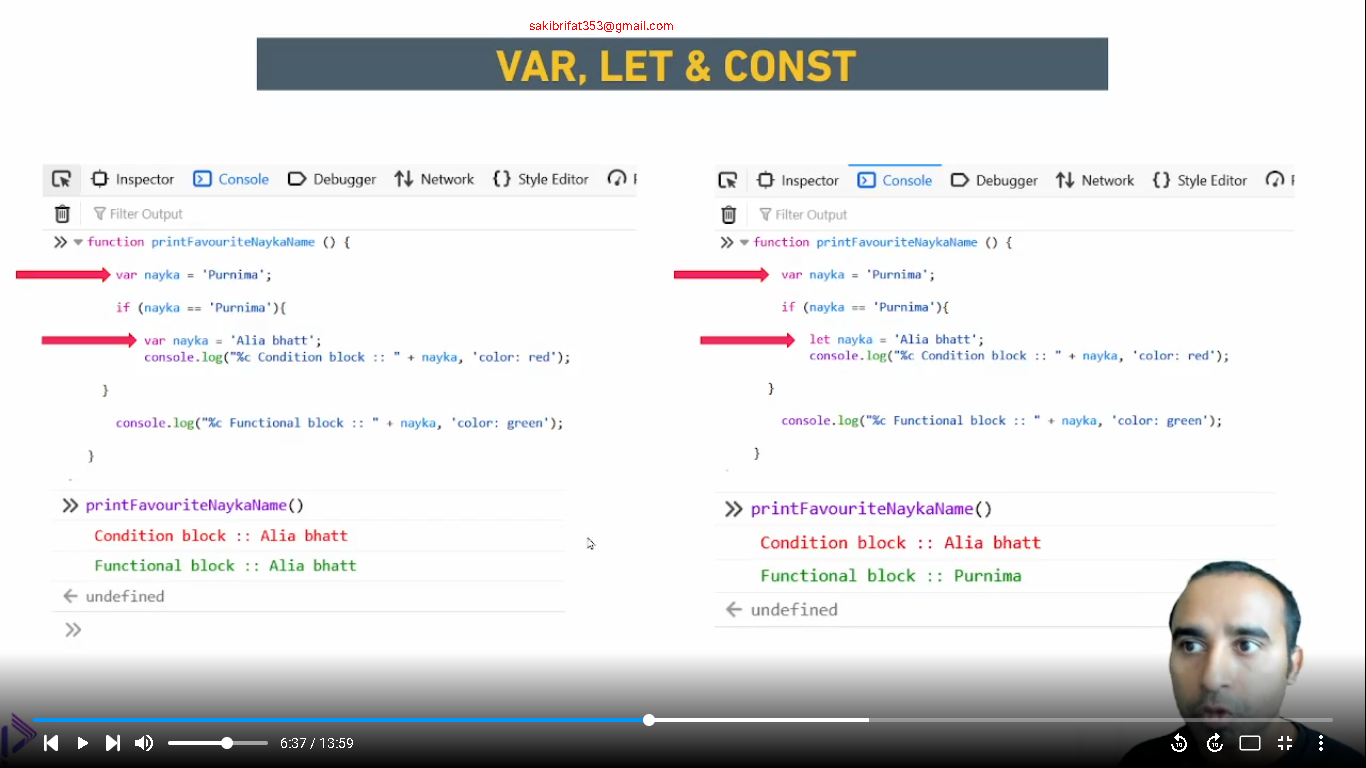 sakibrifat353@gmail.com
VAR, LET & CONST
Inspector Console Debugger Network Style Editor
Filter Output
function printFavouriteNaykaName () {
var nayka = 'Purnima';
if (nayka == 'Purnima'){
var nayka = 'Alia bhatt';
console.log("%c Condition block :: " + nayka, 'color: red');
}
console.log("%c Functional block :: " + nayka, 'color: green');
}
printFavouriteNaykaName()
Condition block :: Alia bhatt
Functional block :: Alia bhatt
undefined
Inspector Console Debugger Network Style Editor
Filter Output
function printFavouriteNaykaName () {
var nayka = 'Purnima';
if (nayka == 'Purnima'){
let nayka = 'Alia bhatt';
console.log("%c Condition block :: " + nayka, 'color: red');
}
console.log("%c Functional block :: " + nayka, 'color: green');
}
printFavouriteNaykaName()
Condition block :: Alia bhatt
Functional block :: Purnima
undefined
6:37 / 13:59
10 10